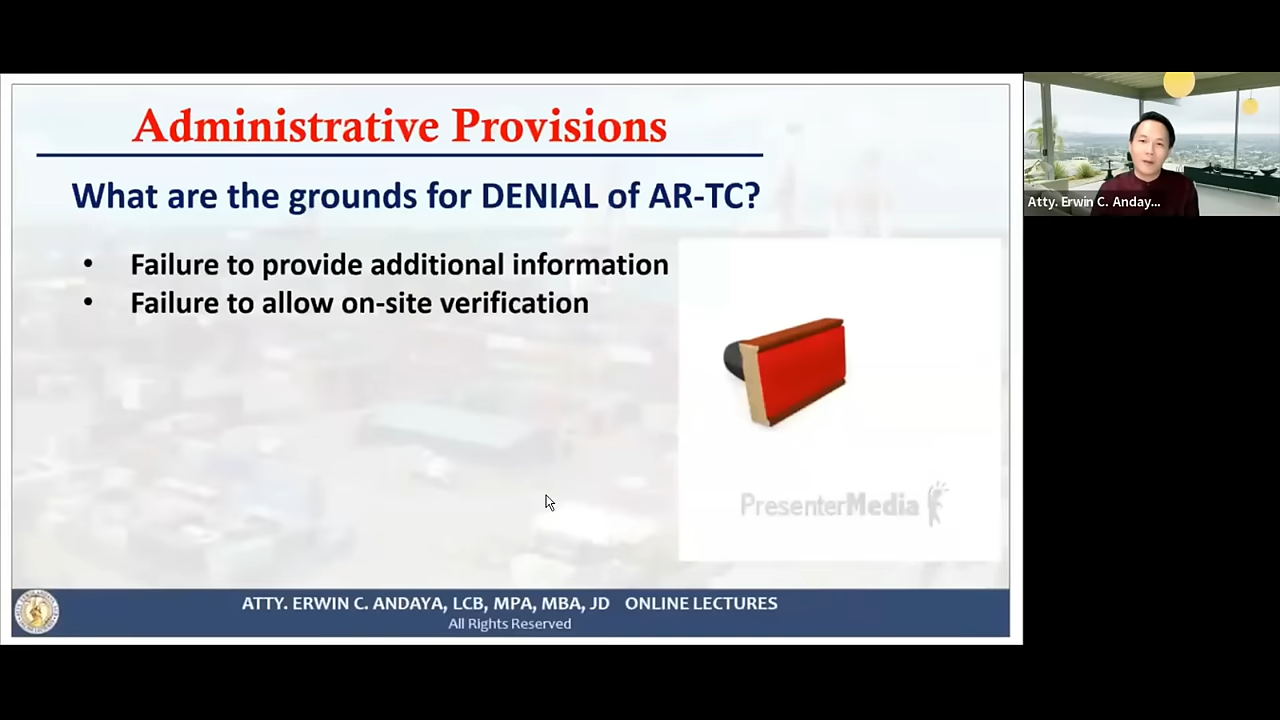 Administrative Provisions
What are the grounds for DENIAL of AR-TC?
• Failure to provide additional information
• Failure to allow on-site verification
PresenterMedia
ATTY. ERWIN C. ANDAYA, LCB, MPA, MBA, JD ONLINE LECTURES
All Rights Reserved
Atty. Erwin C. Anday...